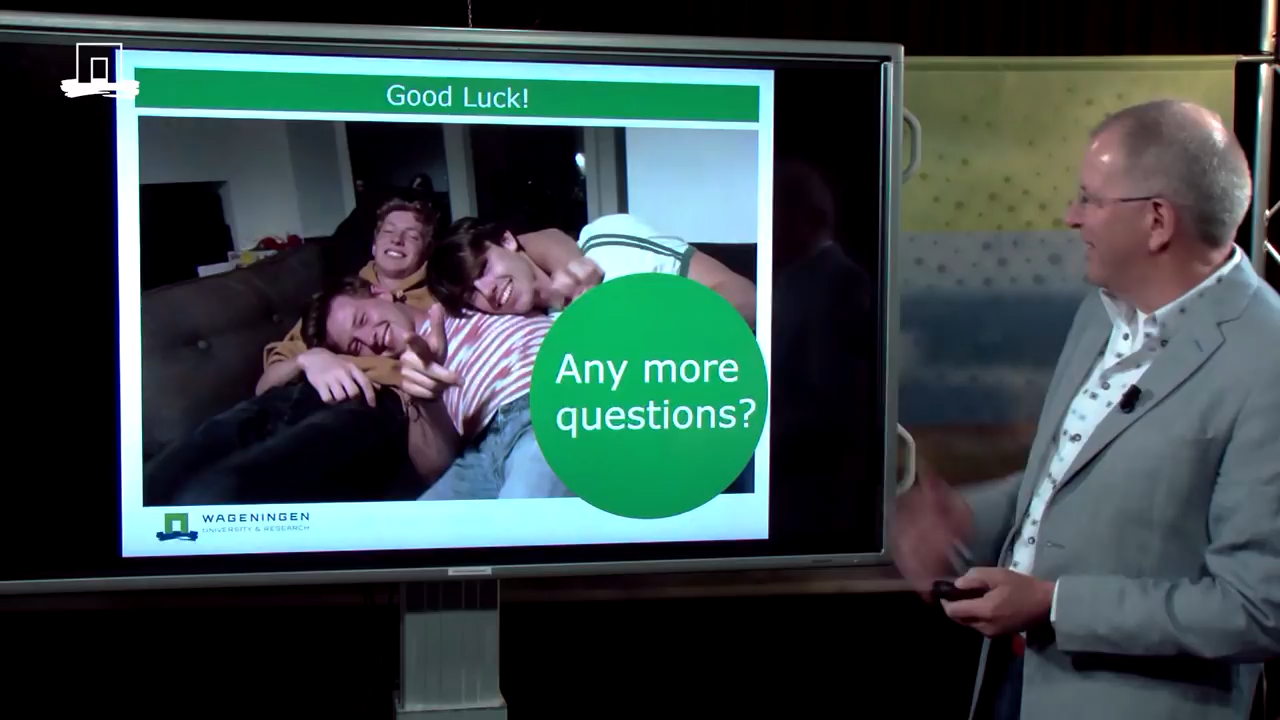 Good Luck!
Any more
questions?
WAGENINGEN
UNIVERSITY & RESEARCH